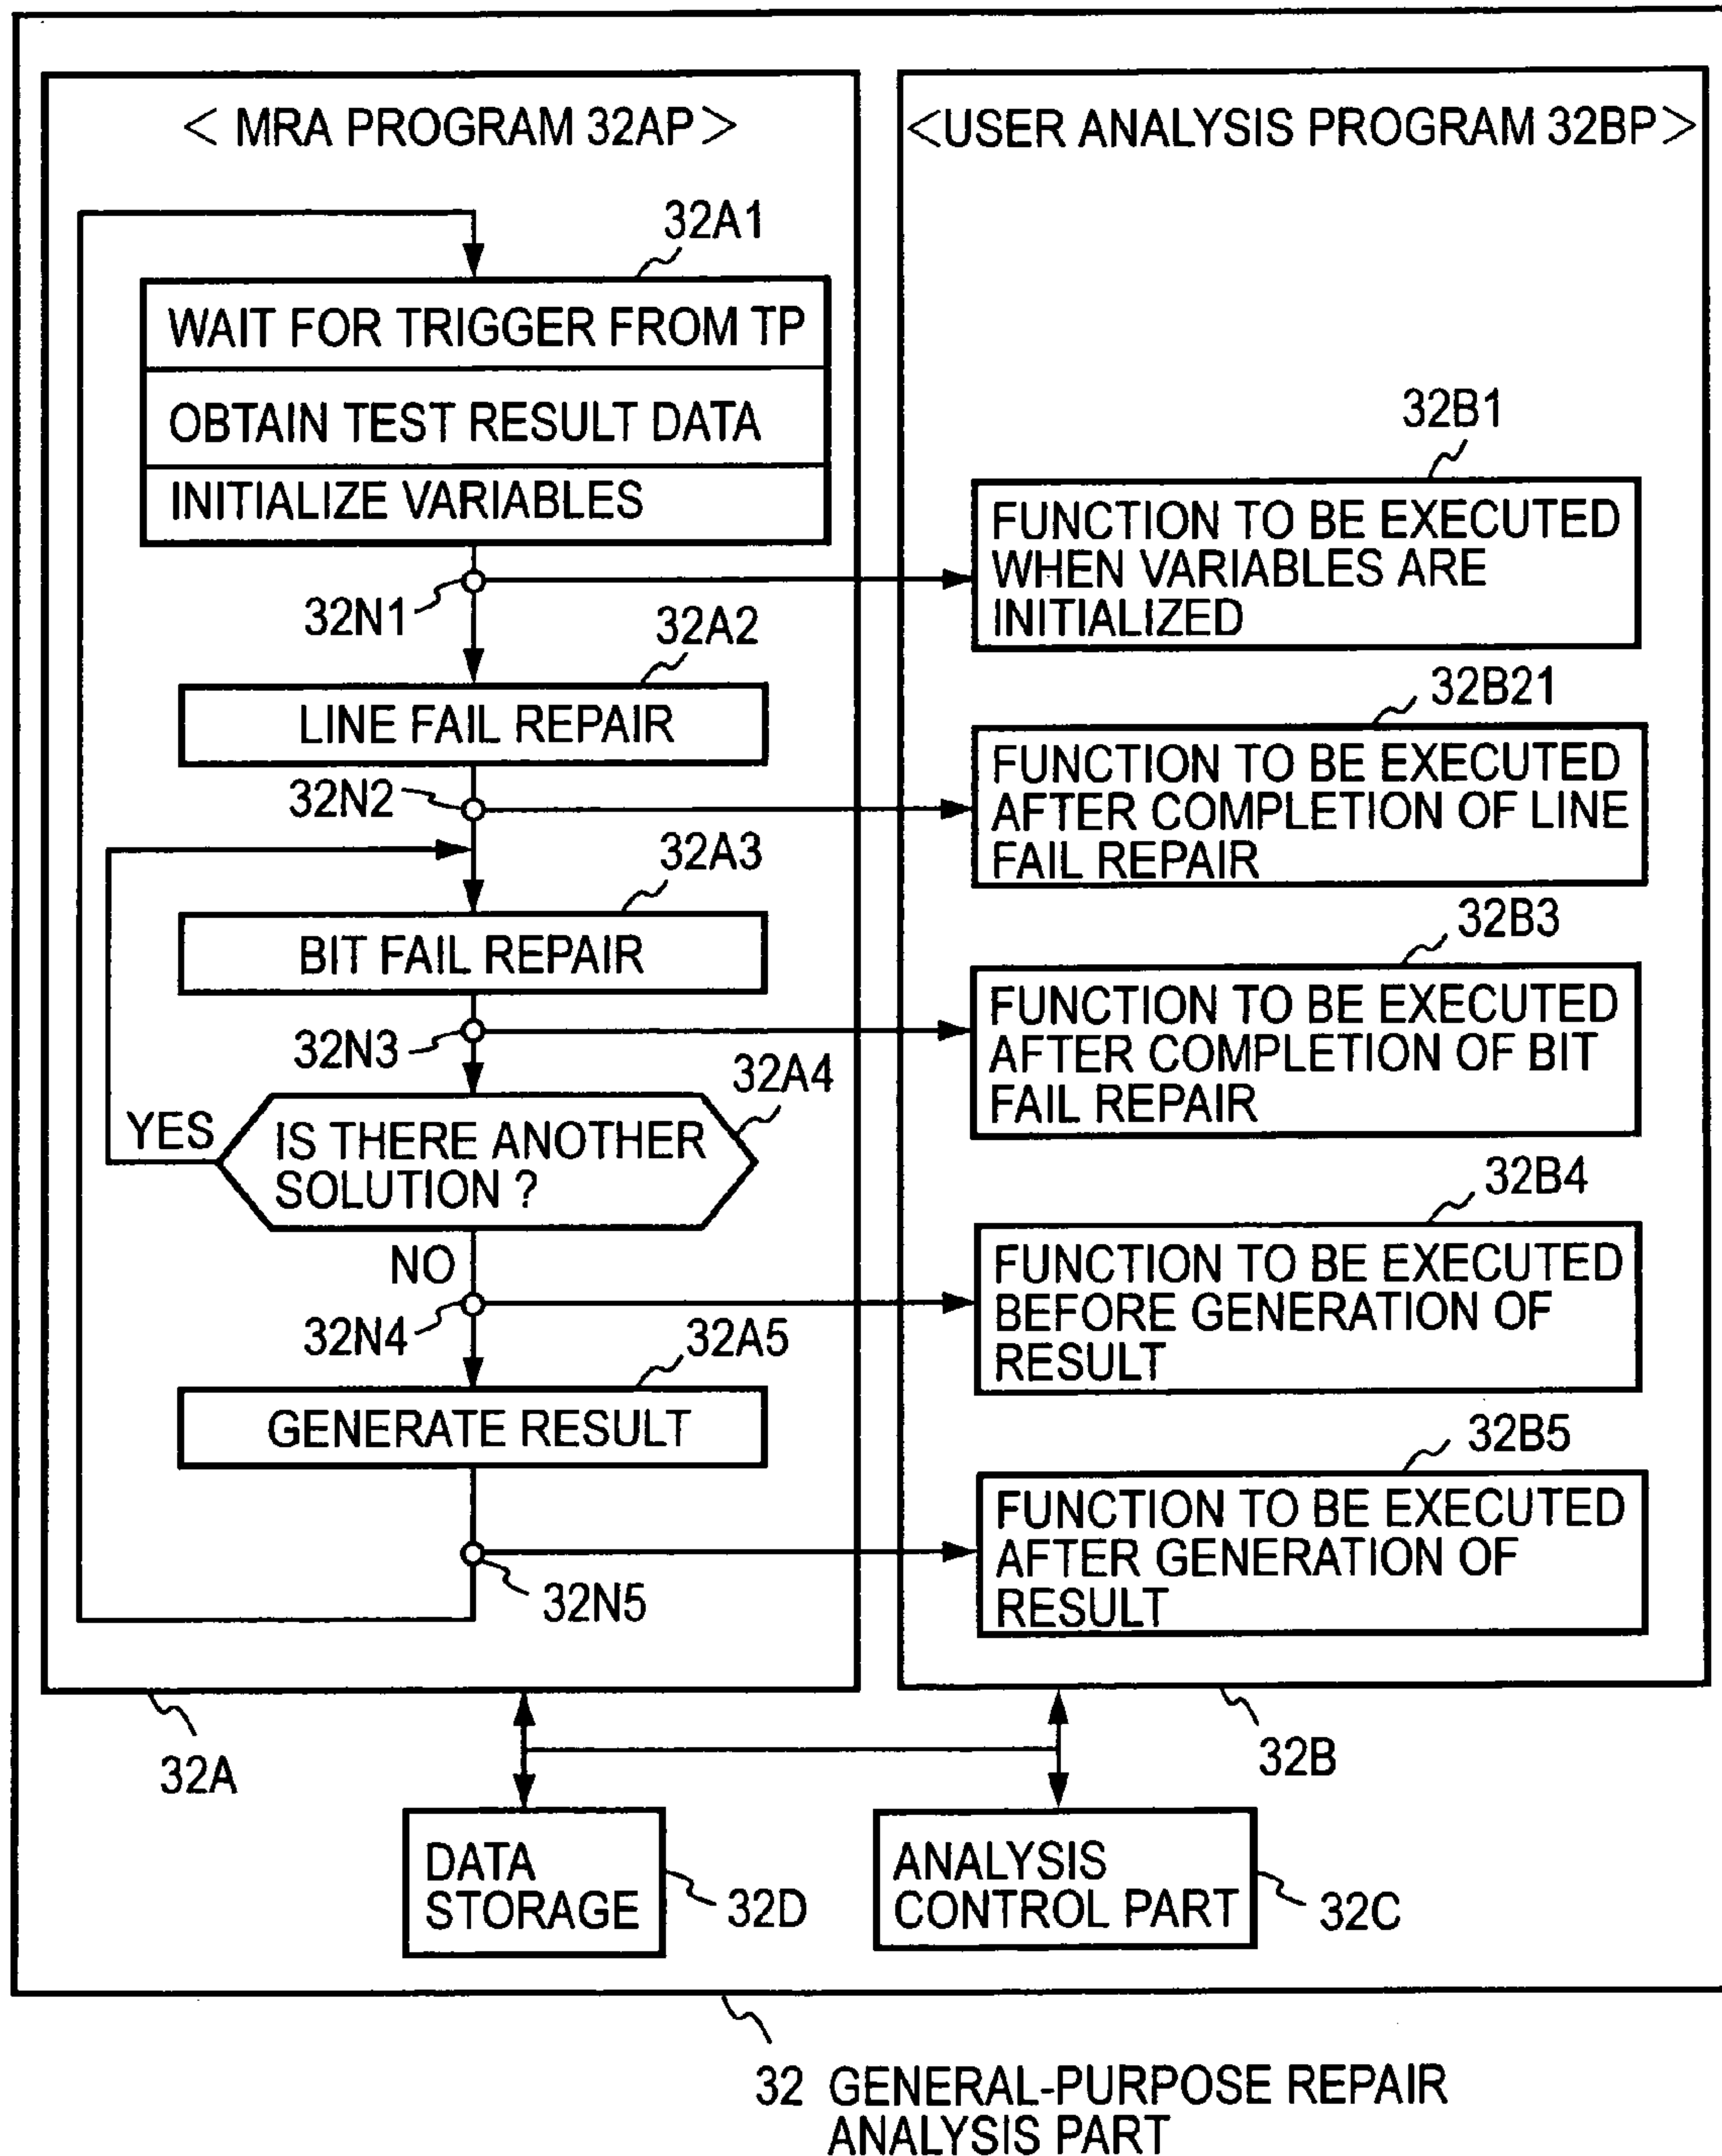 < MRA PROGRAM 32AP >
32A1
WAIT FOR TRIGGER FROM TP
OBTAIN TEST RESULT DATA
INITIALIZE VARIABLES
32N1
32A2
LINE FAIL REPAIR
32N2
32A3
BIT FAIL REPAIR
32N3
32A4
YES
IS THERE ANOTHER
SOLUTION ?
NO
32N4
32A5
GENERATE RESULT
32N5
32A
<USER ANALYSIS PROGRAM 32BP>
32B1
FUNCTION TO BE EXECUTED
WHEN VARIABLES ARE
INITIALIZED
32B21
FUNCTION TO BE EXECUTED
AFTER COMPLETION OF LINE
FAIL REPAIR
32B3
FUNCTION TO BE EXECUTED
AFTER COMPLETION OF BIT
FAIL REPAIR
32B4
FUNCTION TO BE EXECUTED
BEFORE GENERATION OF
RESULT
32B5
FUNCTION TO BE EXECUTED
AFTER GENERATION OF
RESULT
32B
DATA
STORAGE
32D
ANALYSIS
CONTROL PART
32C
32 GENERAL-PURPOSE REPAIR
ANALYSIS PART